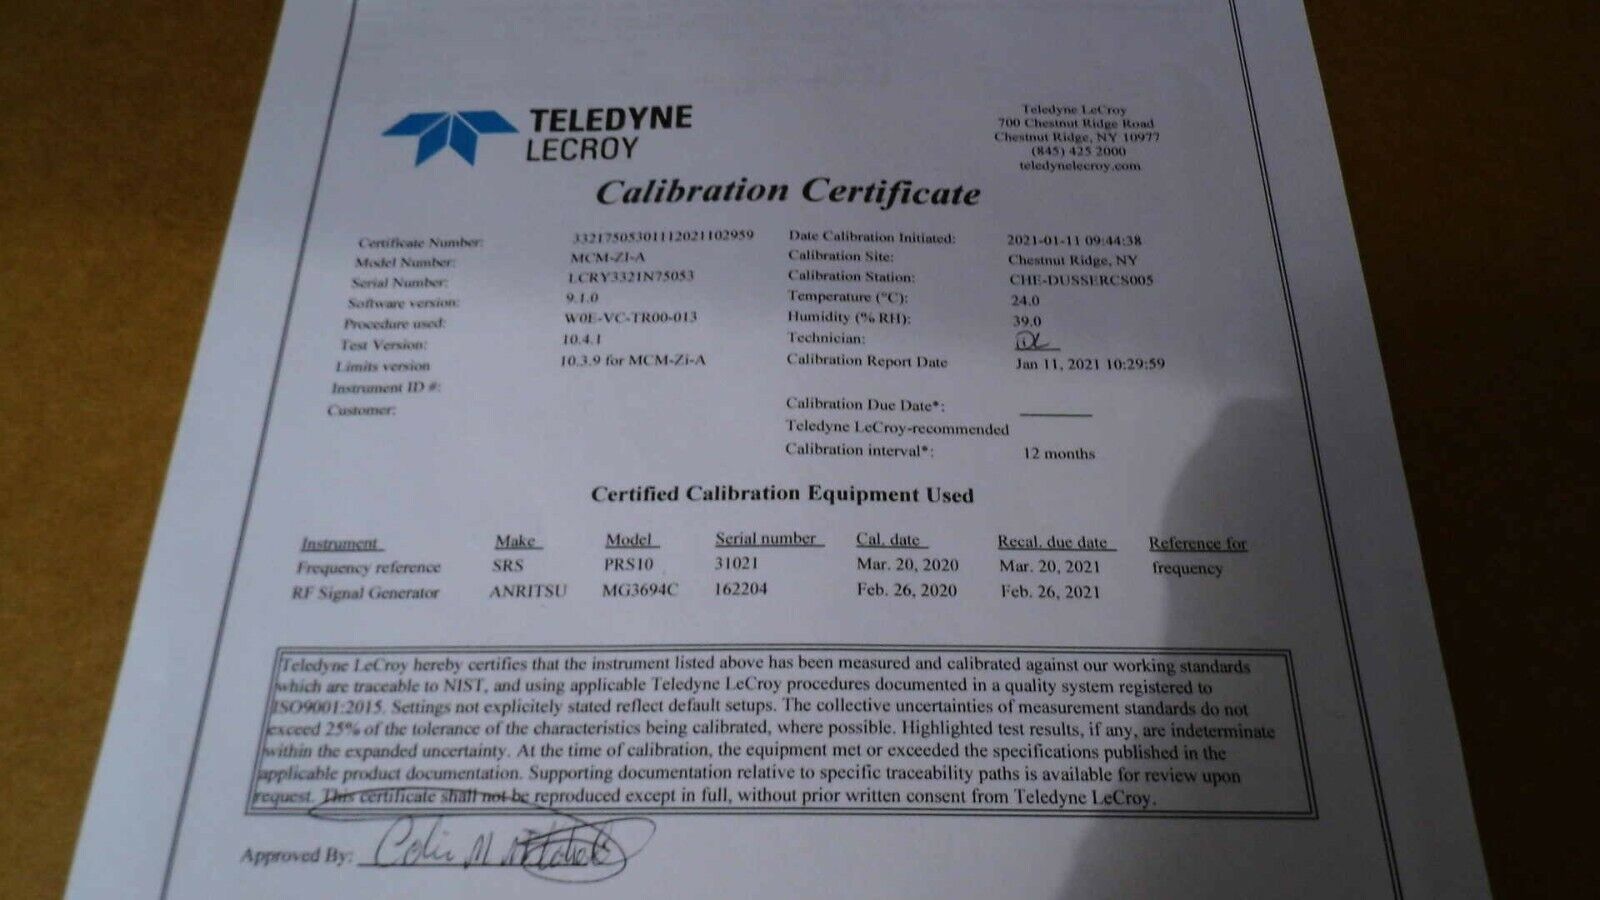 TELEDYNE
LECROY
Teledyne LeCroy
700 Chestnut Ridge Road
Chestnut Ridge, NY 10977
(845) 425 2000
teledynelecroy.com
Calibration Certificate
Certificate Number: 33217505301112021102959 Date Calibration Initiated: 2021-01-11 09:44:38
Model Number: MCM-ZI-A Calibration Site: Chestnut Ridge, NY
Serial Number: LCRY3321N75053 Calibration Station: CHE-DUSSERCS005
Software version: 9.1.0 Temperature (°C): 24.0
Procedure used: W0E-VC-TR00-013 Humidity (% RH): 39.0
Test Version: 10.4.1 Technician:
Limits version 10.3.9 for MCM-Zi-A Calibration Report Date Jan 11, 2021 10:29:59
Instrument ID #:
Customer: Calibration Due Date*:
Teledyne LeCroy-recommended
Calibration interval*: 12 months
Certified Calibration Equipment Used
Instrument Make Model Serial number Cal. date Recal. due date Reference for
Frequency reference SRS PRS10 31021 Mar. 20, 2020 Mar. 20, 2021 frequency
RF Signal Generator ANRITSU MG3694C 162204 Feb. 26, 2020 Feb. 26, 2021
Teledyne LeCroy hereby certifies that the instrument listed above has been measured and calibrated against our working standards
which are traceable to NIST, and using applicable Teledyne LeCroy procedures documented in a quality system registered to
ISO9001:2015. Settings not explicitely stated reflect default setups. The collective uncertainties of measurement standards do not
exceed 25% of the tolerance of the characteristics being calibrated, where possible. Highlighted test results, if any, are indeterminate
within the expanded uncertainty. At the time of calibration, the equipment met or exceeded the specifications published in the
applicable product documentation. Supporting documentation relative to specific traceability paths is available for review upon
request. This certificate shall not be reproduced except in full, without prior written consent from Teledyne LeCroy.
Approved By: Colin M